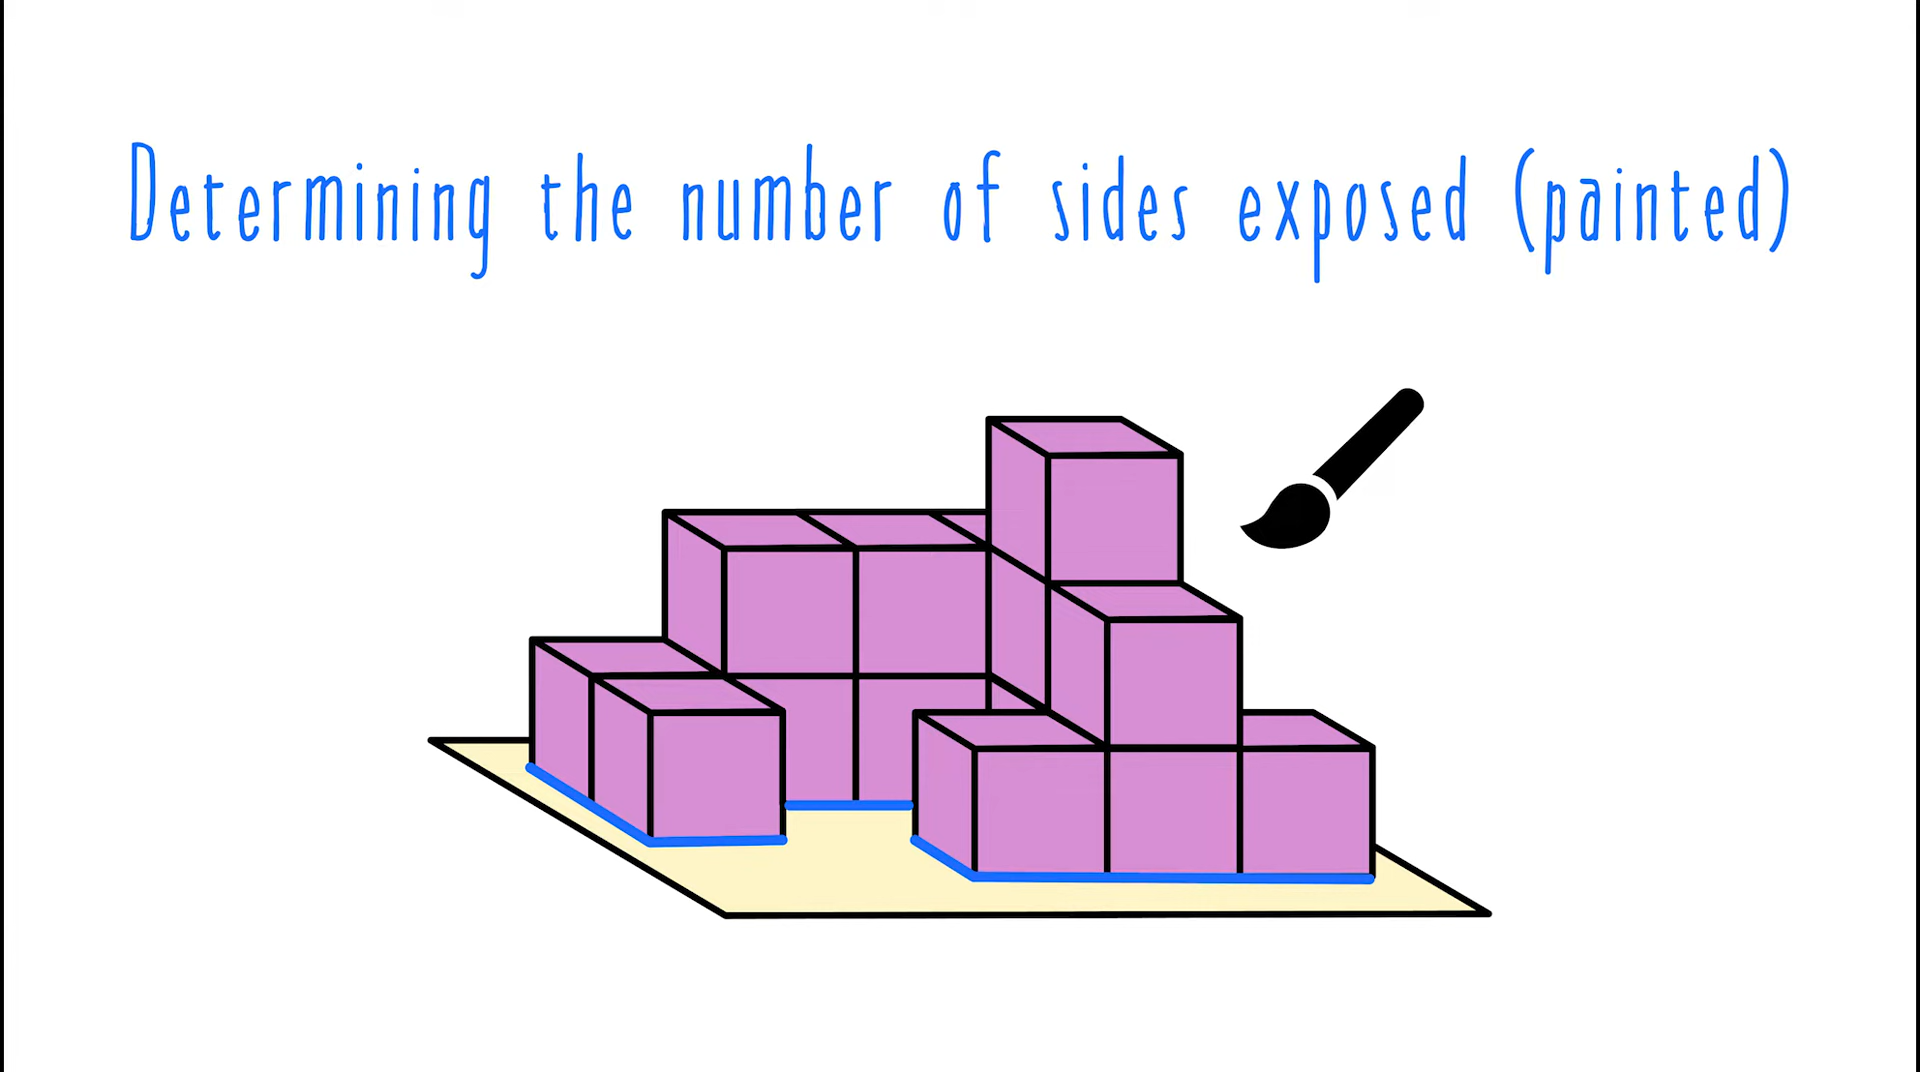 Determining the number of sides exposed (painted)